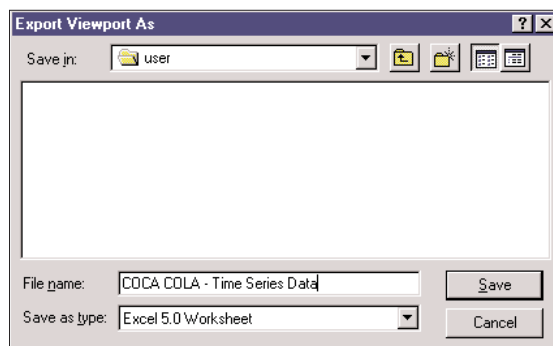 Export Viewport As
Save in: user
File name: COCA COLA - Time Series Data
Save
Save as type: Excel 5.0 Worksheet
Cancel